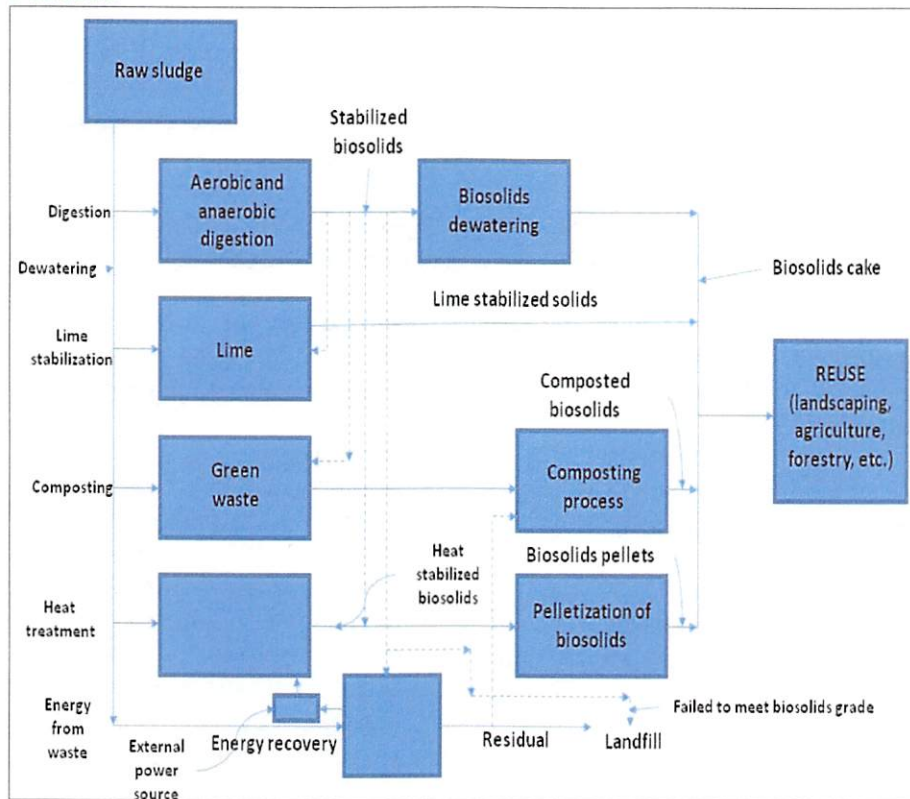 Raw sludge
Stabilized
biosolids
Digestion
Aerobic and
anaerobic
digestion
Biosolids
dewatering
Dewatering
Biosolids cake
Lime stabilized solids
Lime
stabilization
Lime
Composted
biosolids
REUSE
(landscaping,
agriculture,
forestry, etc.)
Composting
Green
waste
Composting
process
Heat
stabilized
biosolids
Biosolids pellets
Heat
treatment
Pelletization of
biosolids
Energy
from
waste
External
power
source
Energy recovery
Residual
Landfill
Failed to meet biosolids grade